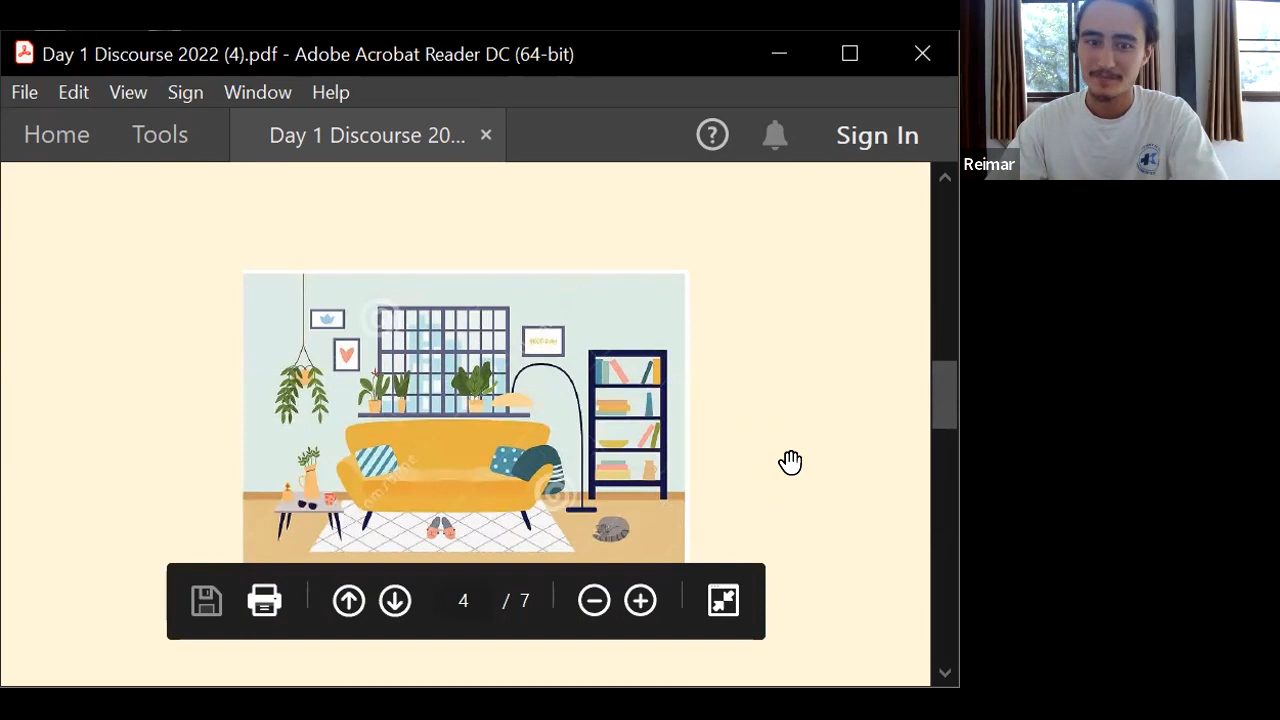 Day 1 Discourse 2022 (4).pdf - Adobe Acrobat Reader DC (64-bit)
File Edit View Sign Window Help
Home Tools Day 1 Discourse 20... Sign In
Reimar
4 / 7